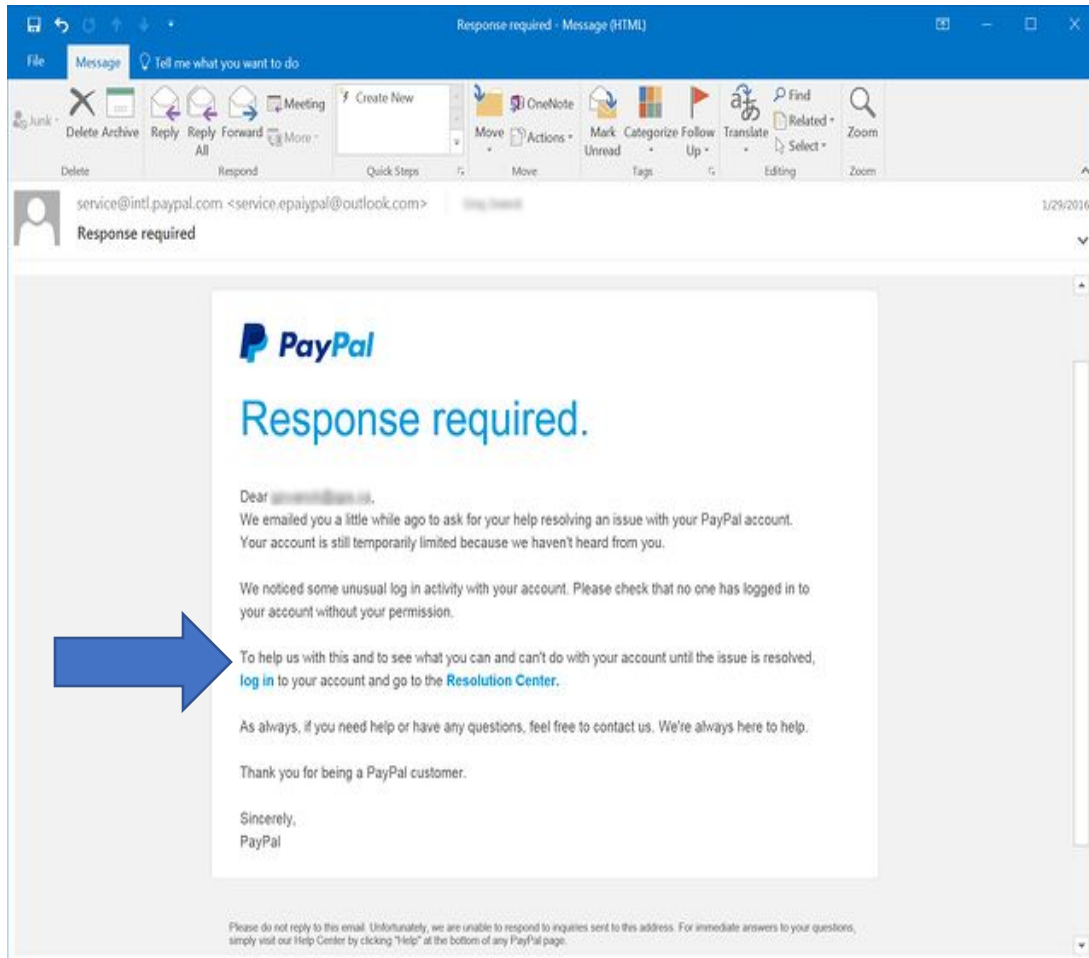 Response required - Message (HTML)
File Message Tell me what you want to do
Junk Delete Archive Reply Reply All Forward Meeting More Create New Move OneNote Actions Mark Unread Categorize Follow Up Translate Find Related Select Zoom
Delete Respond Quick Steps Move Tags Editing Zoom
service@intl.paypal.com <service.epaiypal@outlook.com> 1/29/2016
Response required
PayPal
Response required.
Dear
We emailed you a little while ago to ask for your help resolving an issue with your PayPal account.
Your account is still temporarily limited because we haven't heard from you.
We noticed some unusual log in activity with your account. Please check that no one has logged in to
your account without your permission.
To help us with this and to see what you can and can't do with your account until the issue is resolved,
log in to your account and go to the Resolution Center.
As always, if you need help or have any questions, feel free to contact us. We're always here to help.
Thank you for being a PayPal customer.
Sincerely,
PayPal
Please do not reply to this email. Unfortunately, we are unable to respond to inquiries sent to this address. For immediate answers to your questions,
simply visit our Help Center by clicking "Help" at the bottom of any PayPal page.